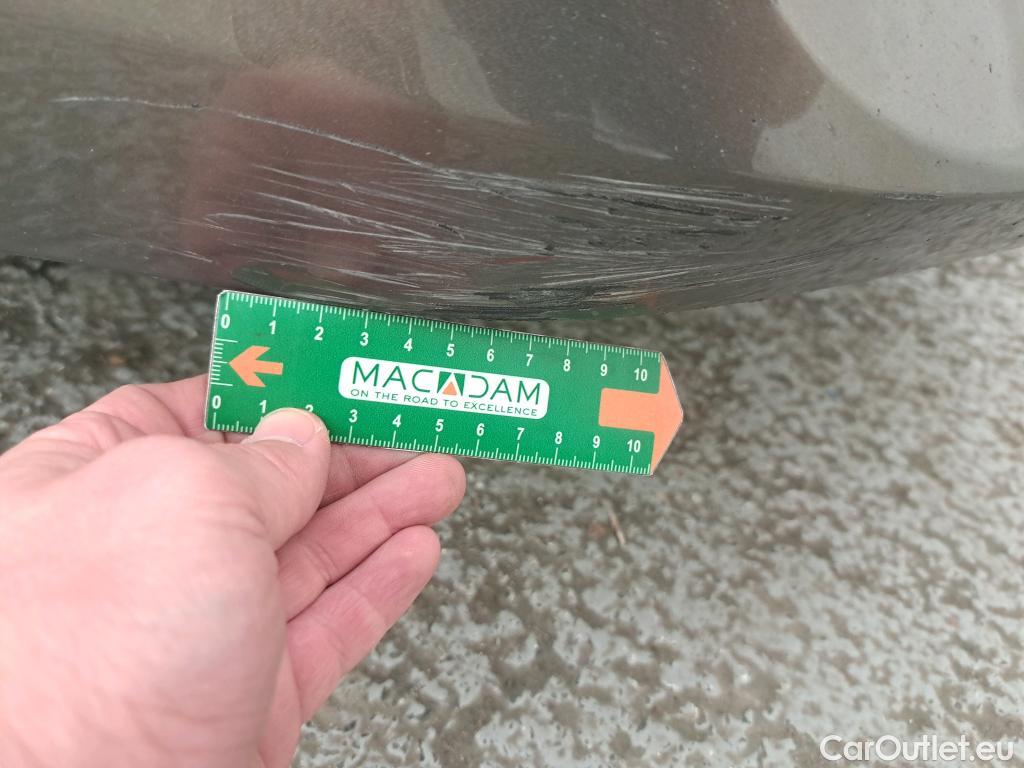 0 1 2 3 4 5 6 7 8 9 10
MACADAM
ON THE ROAD TO EXCELLENCE
0 1 2 3 4 5 6 7 8 9 10
CarOutlet.eu